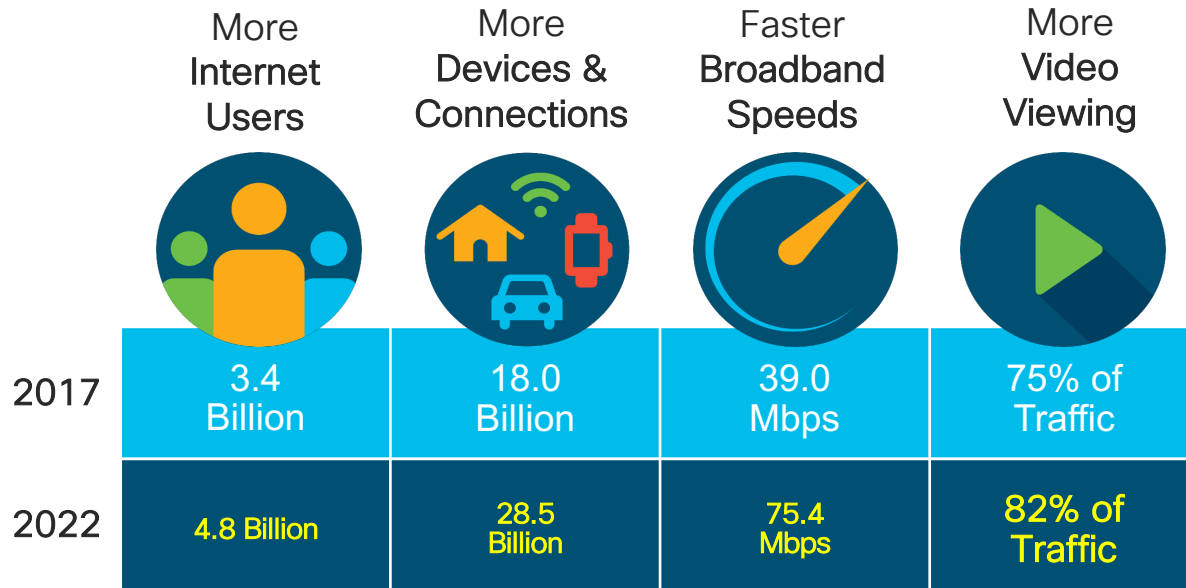 More
Internet
Users
More
Devices &
Connections
Faster
Broadband
Speeds
More
Video
Viewing
2017
3.4
Billion
18.0
Billion
39.0
Mbps
75% of
Traffic
2022
4.8 Billion
28.5
Billion
75.4
Mbps
82% of
Traffic